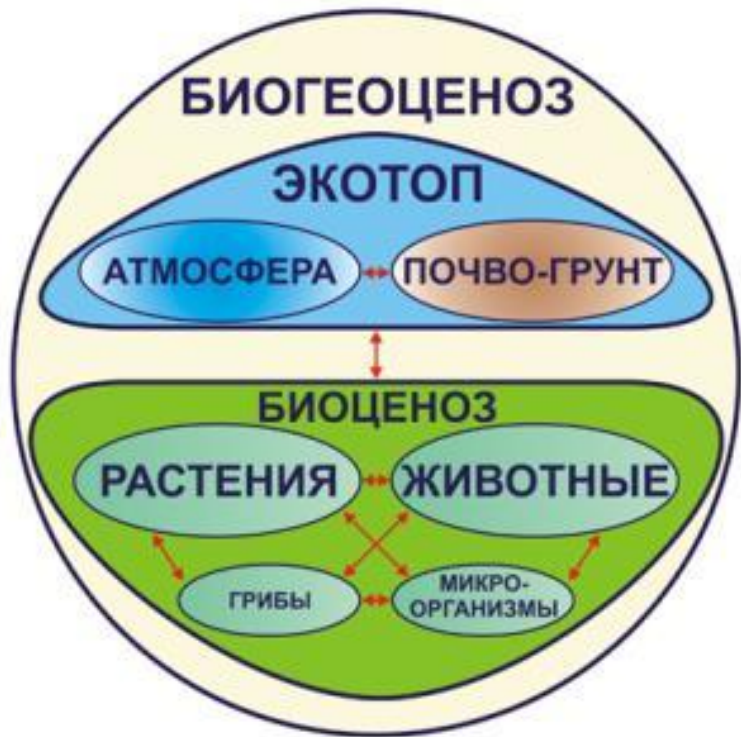 БИОГЕОЦЕНОЗ
ЭКОТОП
АТМОСФЕРА
ПОЧВО-ГРУНТ
БИОЦЕНОЗ
РАСТЕНИЯ
ЖИВОТНЫЕ
ГРИБЫ
МИКРО-
ОРГАНИЗМЫ